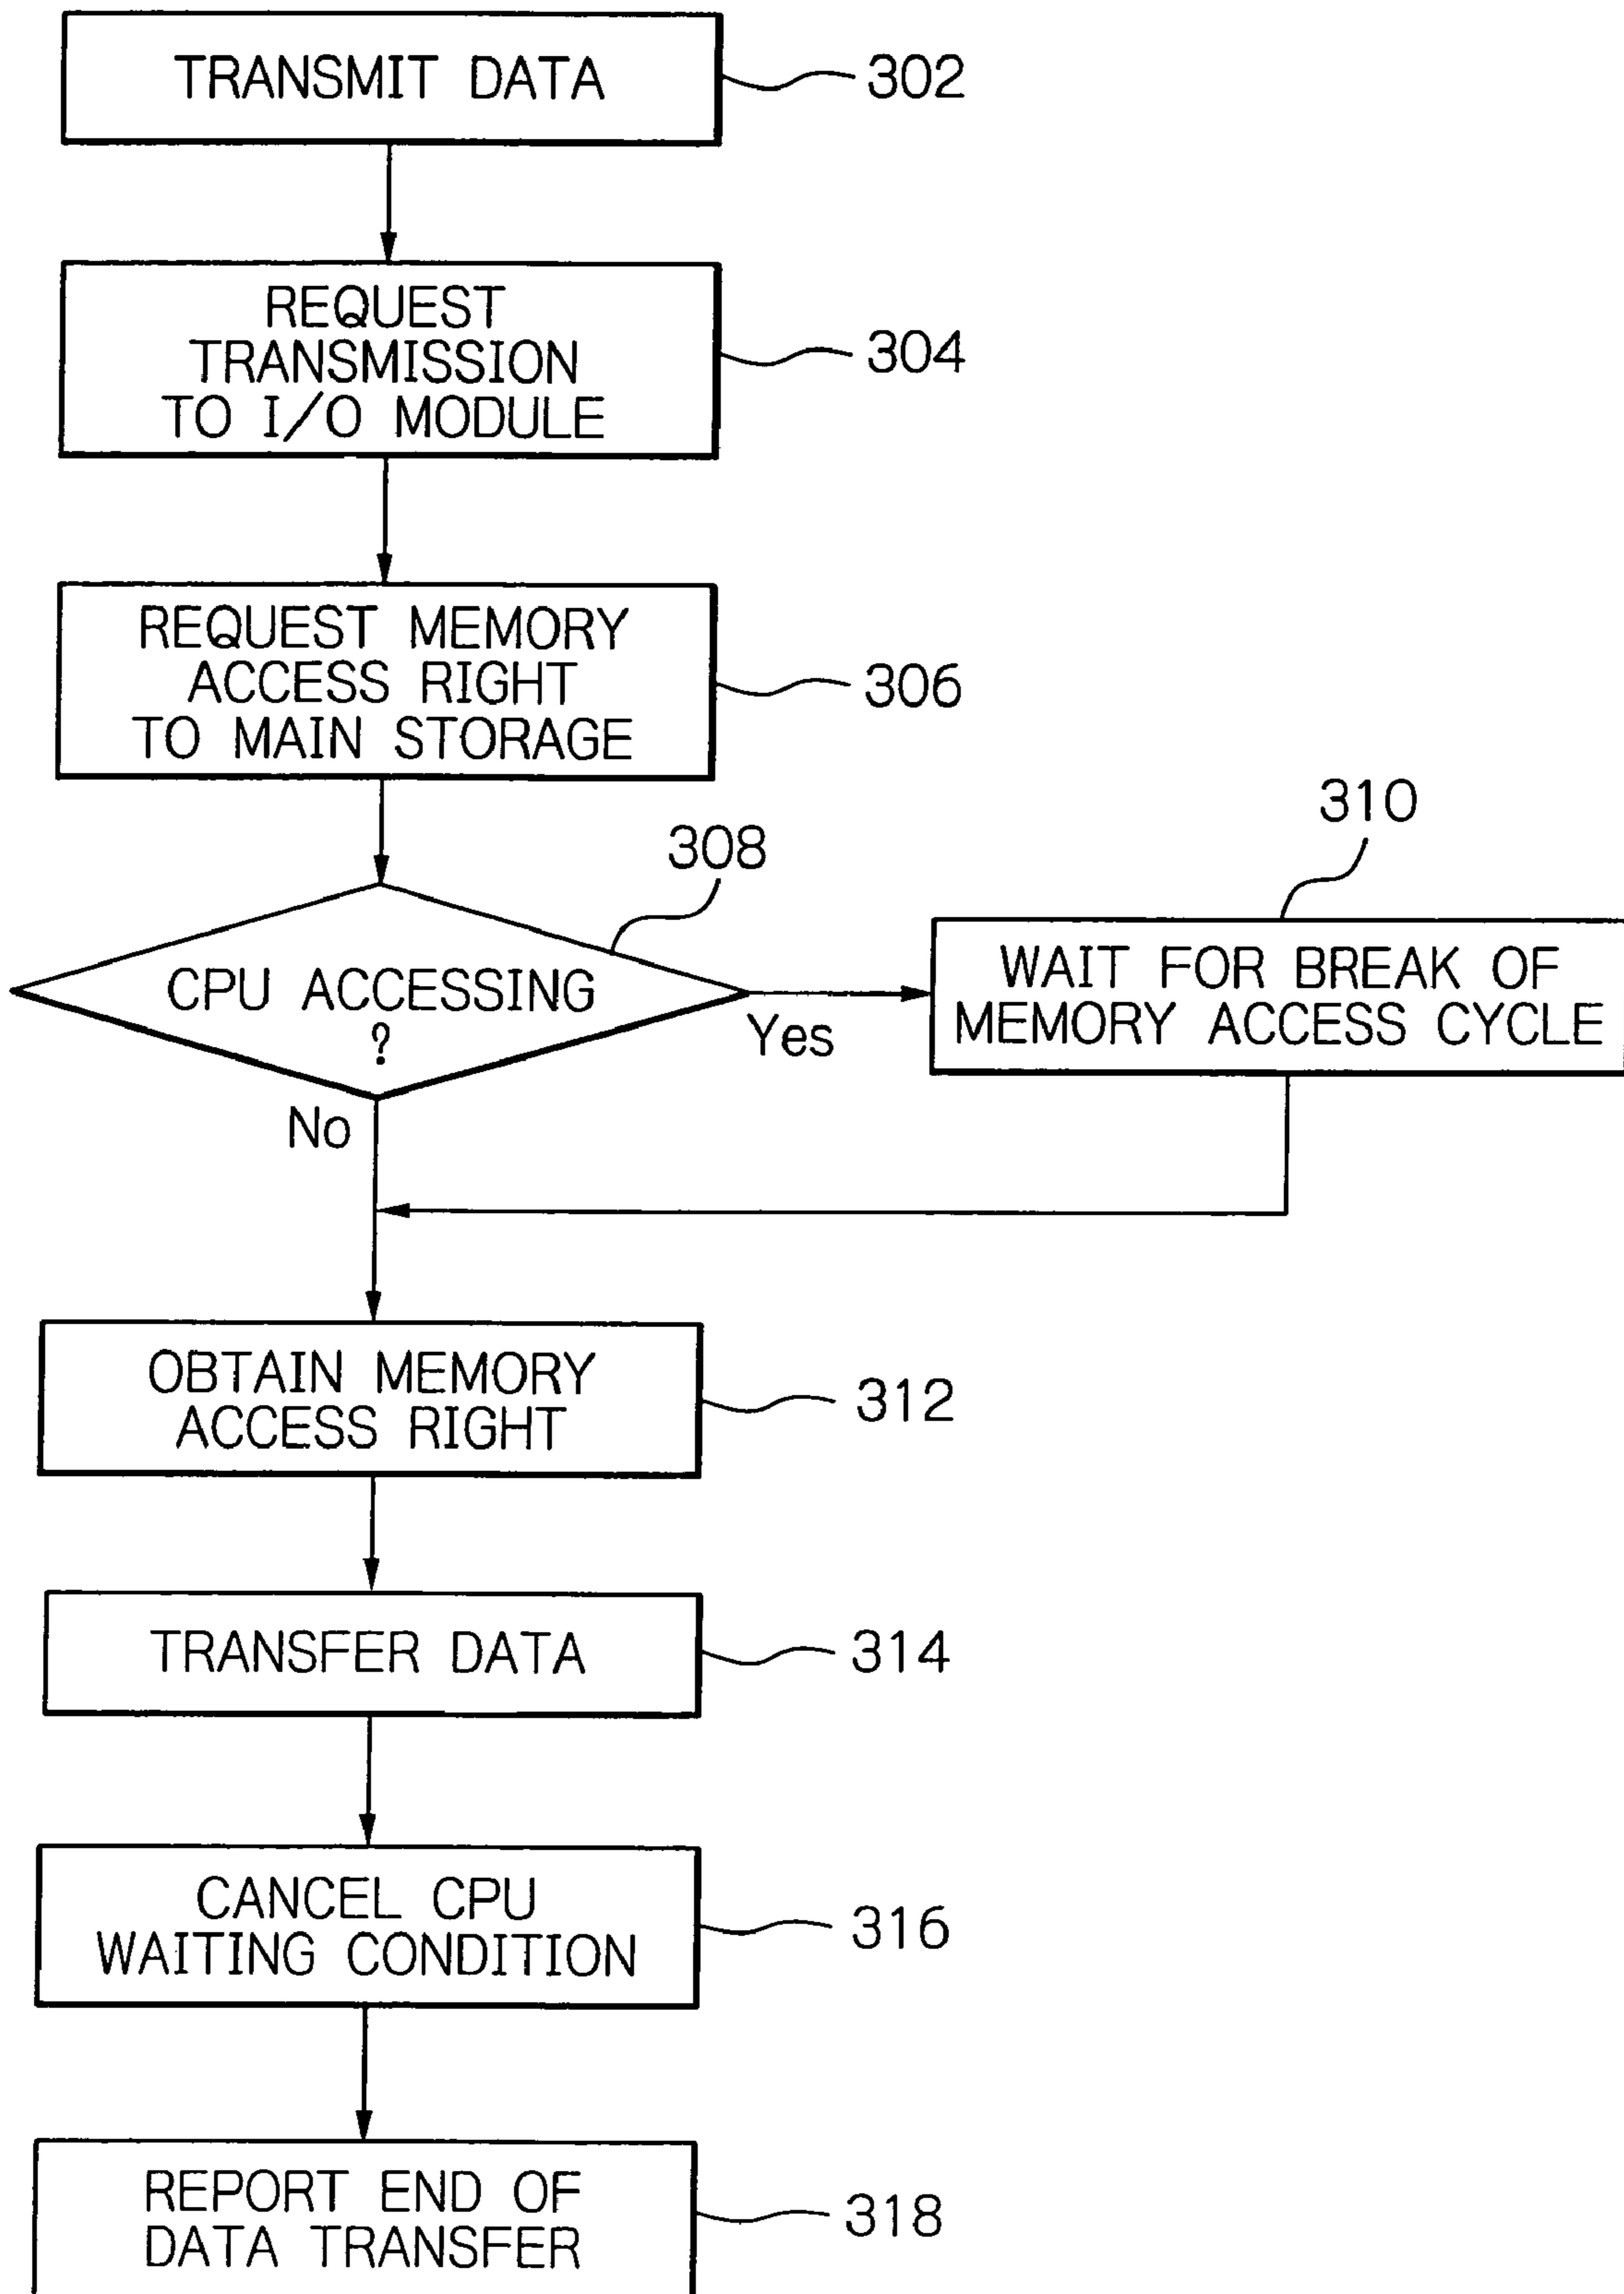 TRANSMIT DATA
302
REQUEST
TRANSMISSION
TO I/O MODULE
304
REQUEST MEMORY
ACCESS RIGHT
TO MAIN STORAGE
306
308
310
CPU ACCESSING
?
Yes
WAIT FOR BREAK OF
MEMORY ACCESS CYCLE
No
OBTAIN MEMORY
ACCESS RIGHT
312
TRANSFER DATA
314
CANCEL CPU
WAITING CONDITION
316
REPORT END OF
DATA TRANSFER
318